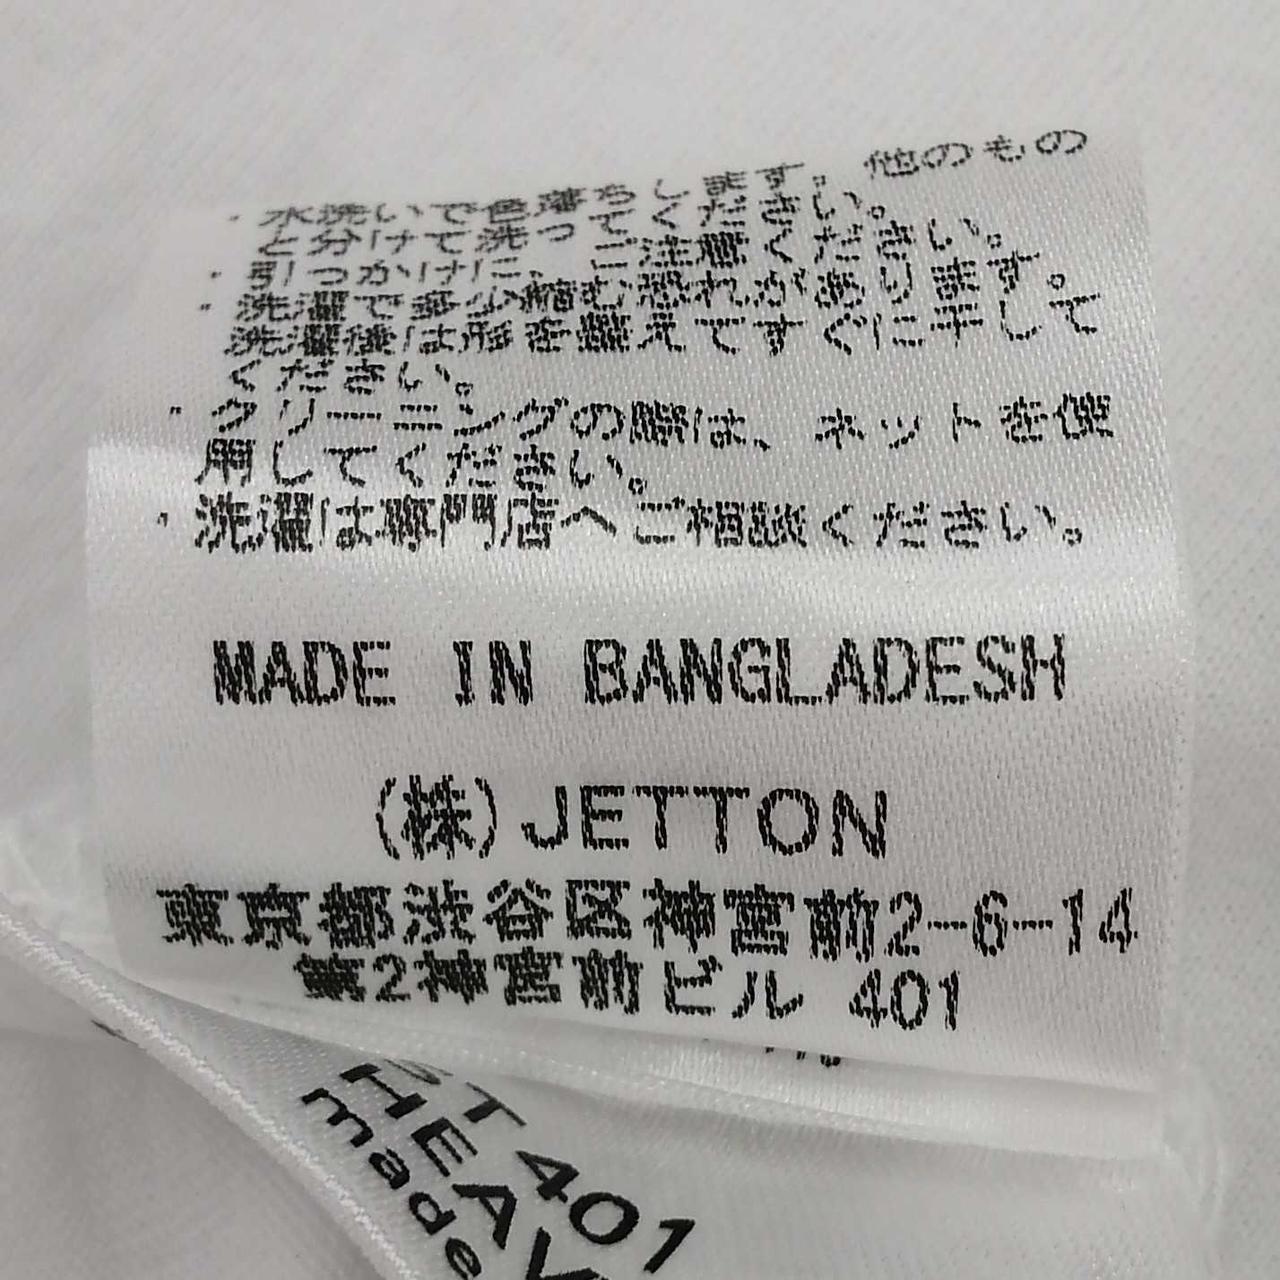 ・水洗いで色落ちします。他のもの
と分けて洗ってください。
・引っかけに、ご注意ください。
・洗濯で多少縮む恐れがあります。
洗濯後は形を整えてすぐに干して
ください。
・クリーニングの際は、ネットを使
用してください。
・洗濯は専門店へご相談ください。
MADE IN BANGLADESH
(株)JETTON
東京都渋谷区神宮前2-6-14
第2神宮前ビル 401
T 401
HEAV
made